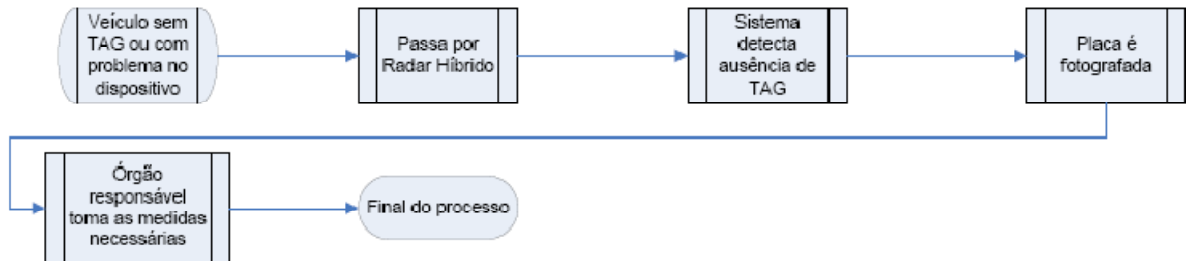 Veículo sem
TAG ou com
problema no
dispositivo
Passa por
Radar Híbrido
Sistema
detecta
ausência de
TAG
Placa é
fotografada
Órgão
responsável
toma as medidas
necessárias
Final do processo